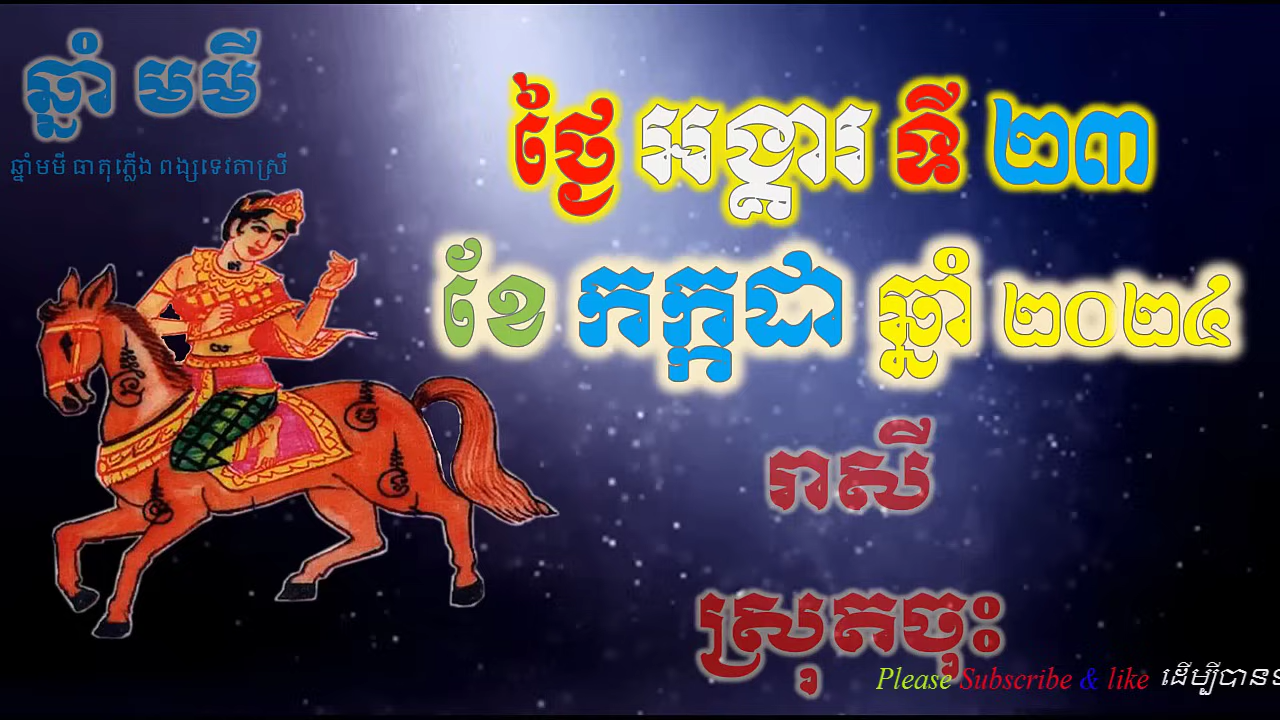 ឆ្នាំ មមី
ឆ្នាំមមី ធាតុភ្លើង ពង្សទេវតាស្រី
ថ្ងៃ អង្គារ ទី ២៣
ខែ កក្កដា ឆ្នាំ ២០២៤
រាសី
ស្រុតចុះ
Please Subscribe & like ដើម្បីបាន